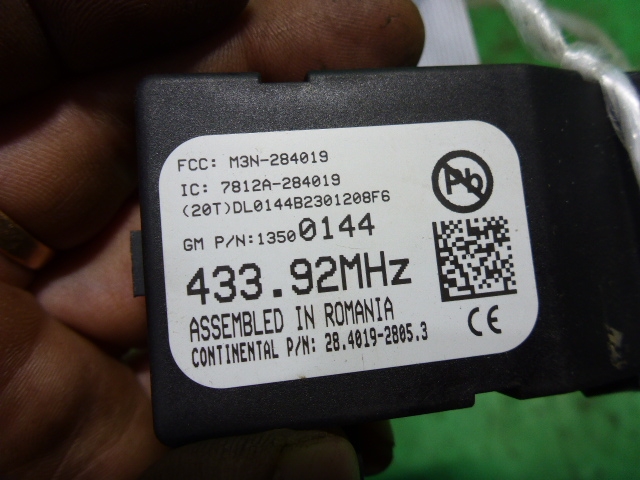 FCC: M3N-284019
IC: 7812A-284019
(20T)DL0144B2301208F6
GM P/N:13500144
Pb
433.92MHz
ASSEMBLED IN ROMANIA
CE
CONTINENTAL P/N: 28.4019-2805.3